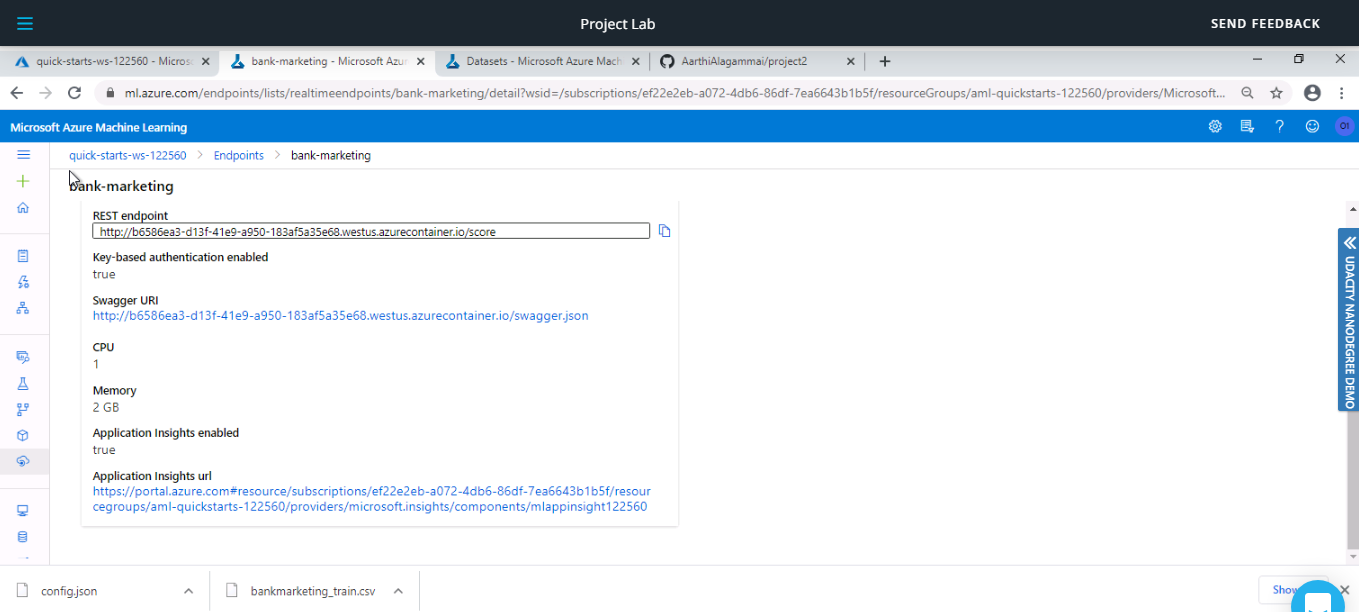 Project Lab
SEND FEEDBACK
quick-starts-ws-122560 - Micros
bank-marketing - Microsoft Azur
Datasets - Microsoft Azure Mach
AarthiAlagammai/project2
ml.azure.com/endpoints/lists/realtimeendpoints/bank-marketing/detail?wsid=/subscriptions/ef22e2eb-a072-4db6-86df-7ea6643b1b5f/resourceGroups/aml-quickstarts-122560/providers/Microsoft...
Microsoft Azure Machine Learning
OI
quick-starts-ws-122560 > Endpoints > bank-marketing
bank-marketing
REST endpoint
http://b6586ea3-d13f-41e9-a950-183af5a35e68.westus.azurecontainer.io/score
Key-based authentication enabled
true
Swagger URI
http://b6586ea3-d13f-41e9-a950-183af5a35e68.westus.azurecontainer.io/swagger.json
CPU
1
Memory
2 GB
Application Insights enabled
true
Application Insights url
https://portal.azure.com#resource/subscriptions/ef22e2eb-a072-4db6-86df-7ea6643b1b5f/resour
cegroups/aml-quickstarts-122560/providers/microsoft.insights/components/mlappinsight122560
UDACITY NANODEGREE DEMO
config.json
bankmarketing_train.csv
Show